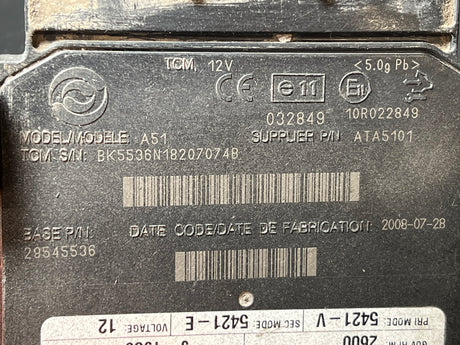 TCM, 12V
<5.0g Pb>
e11
E11
032849
10R022849
MODEL/MODELE: A51
SUPPLIER P/N: ATA5101
TCM S/N: BK5536N18207074B
BASE P/N:
29545536
DATE CODE/DATE DE FABRICATION: 2008-07-28
PRI MODE: 5421-V
SEC MODE: 5421-E
VOLTAGE: 12
2600